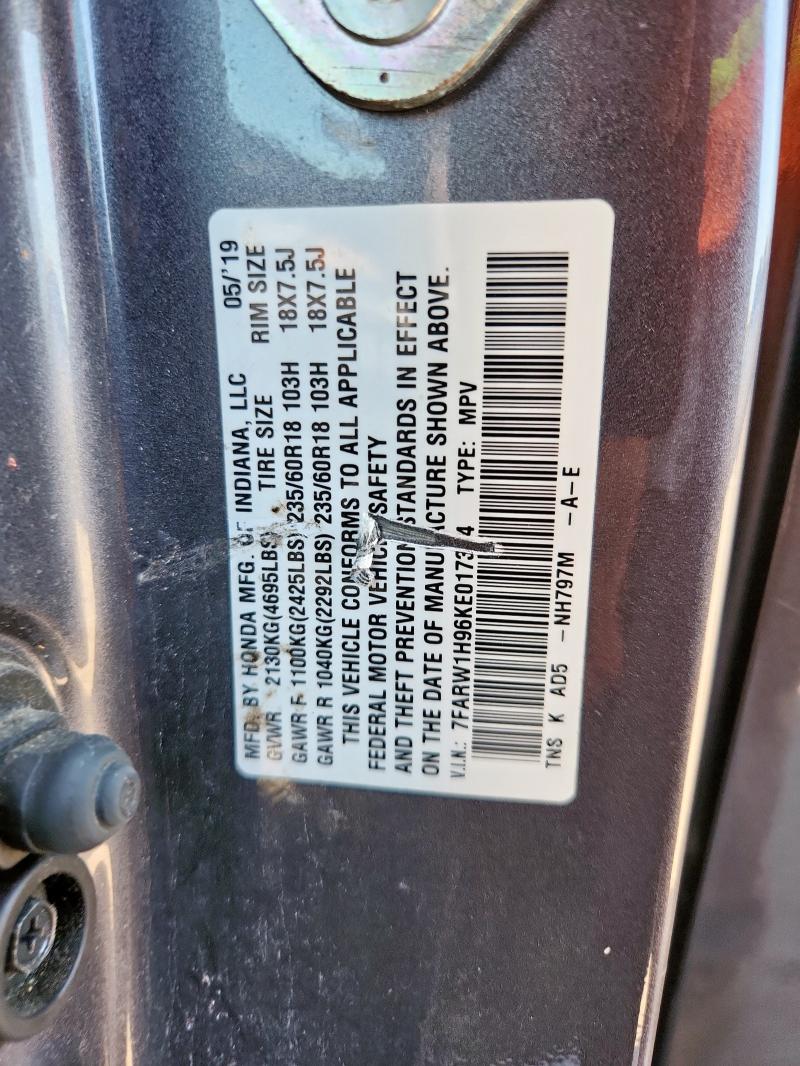 MFD. BY HONDA MFG. OF INDIANA, LLC 05/'19
GVWR 2130KG(4695LBS) TIRE SIZE RIM SIZE
GAWR F 1100KG(2425LBS) 235/60R18 103H 18X7.5J
GAWR R 1040KG(2292LBS) 235/60R18 103H 18X7.5J
THIS VEHICLE CONFORMS TO ALL APPLICABLE
FEDERAL MOTOR VEHICLE SAFETY
AND THEFT PREVENTION STANDARDS IN EFFECT
ON THE DATE OF MANUFACTURE SHOWN ABOVE.
V.I.N.: TYPE: MPV
TNS K AD5 -NH797M -A-E